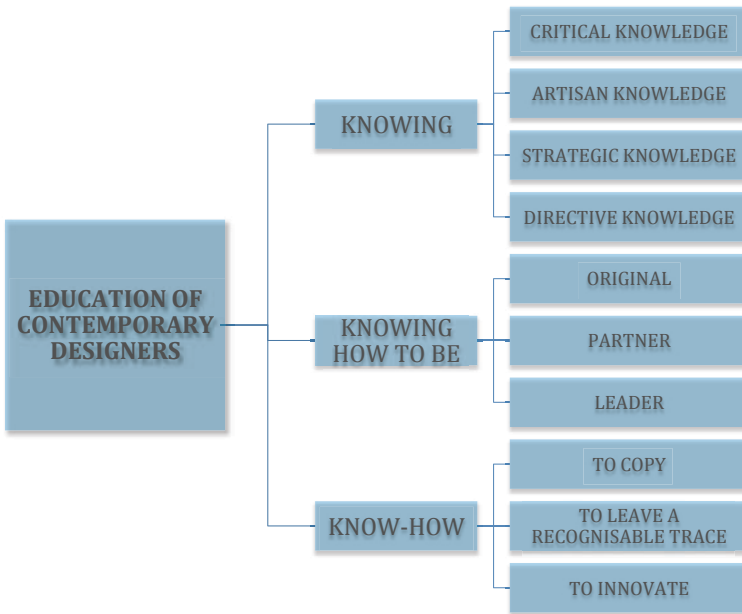 EDUCATION OF
CONTEMPORARY
DESIGNERS
KNOWING
CRITICAL KNOWLEDGE
ARTISAN KNOWLEDGE
STRATEGIC KNOWLEDGE
DIRECTIVE KNOWLEDGE
KNOWING
HOW TO BE
ORIGINAL
PARTNER
LEADER
KNOW-HOW
TO COPY
TO LEAVE A
RECOGNISABLE TRACE
TO INNOVATE